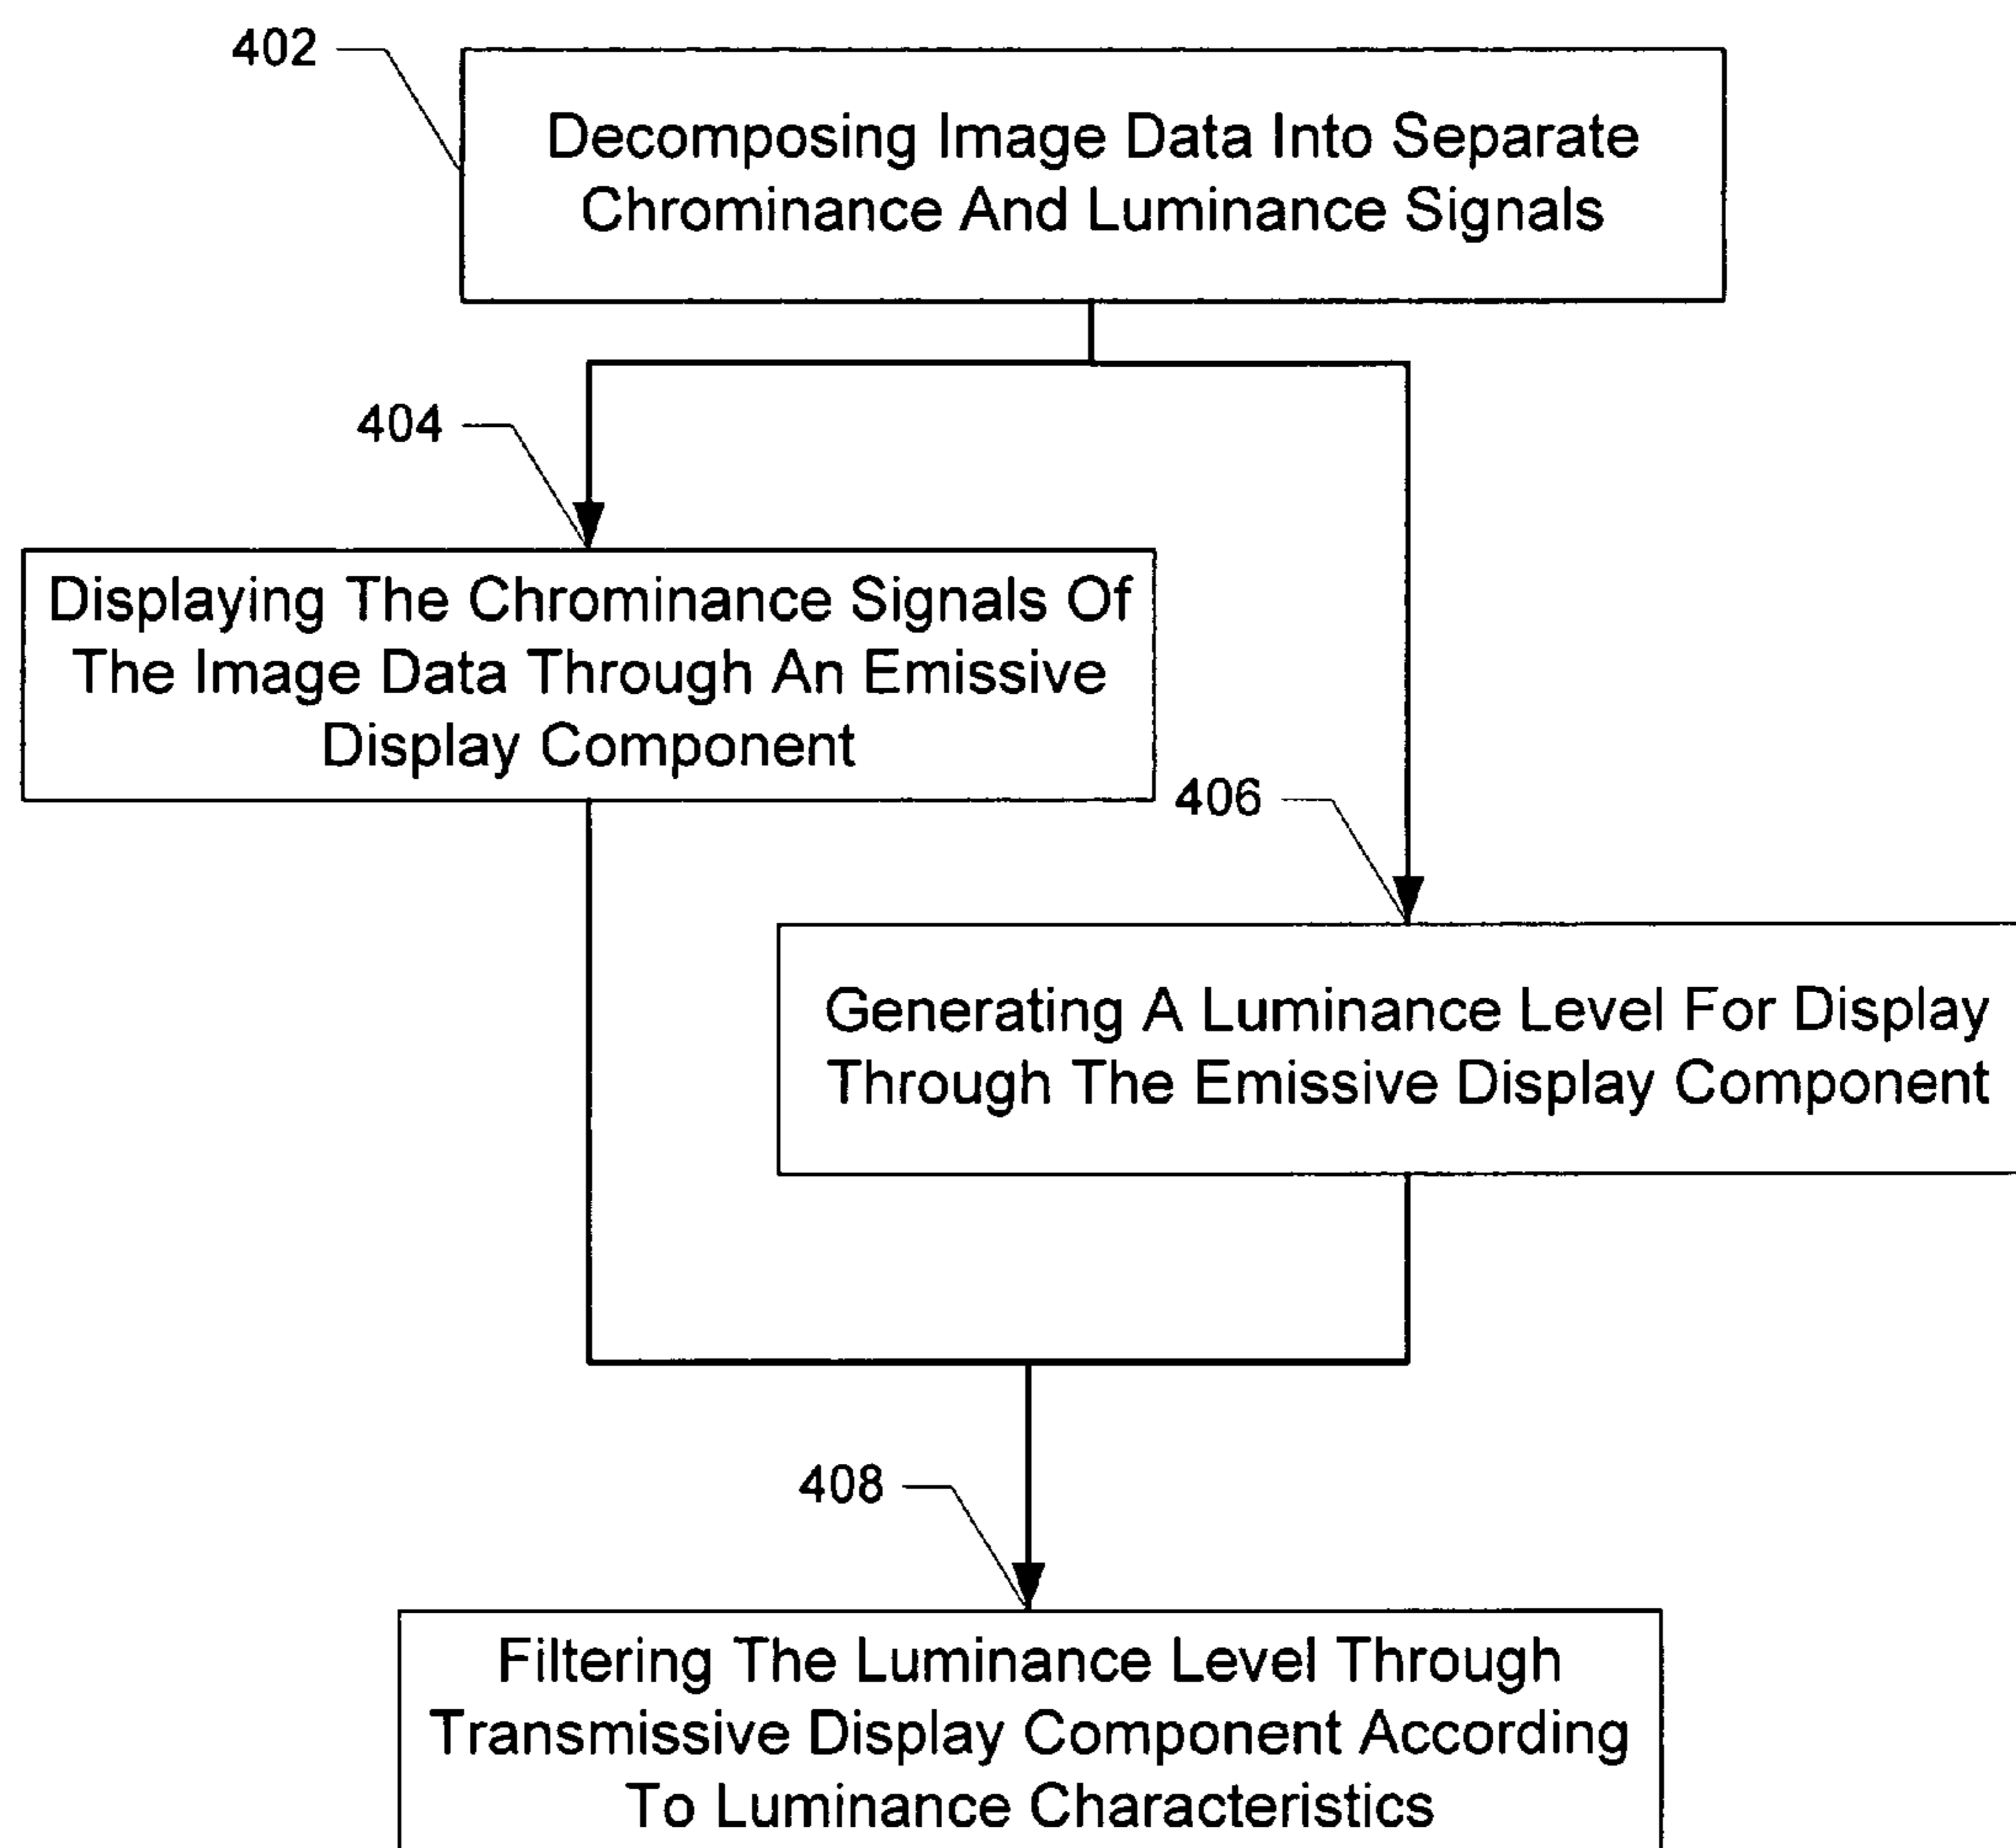 402
Decomposing Image Data Into Separate
Chrominance And Luminance Signals
404
Displaying The Chrominance Signals Of
The Image Data Through An Emissive
Display Component
406
Generating A Luminance Level For Display
Through The Emissive Display Component
408
Filtering The Luminance Level Through
Transmissive Display Component According
To Luminance Characteristics